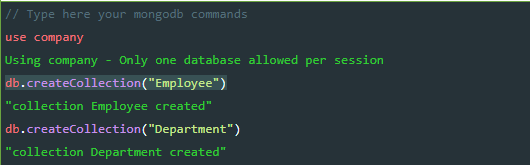 // Type here your mongodb commands
use company
Using company - Only one database allowed per session
db.createCollection("Employee")
"collection Employee created"
db.createCollection("Department")
"collection Department created"